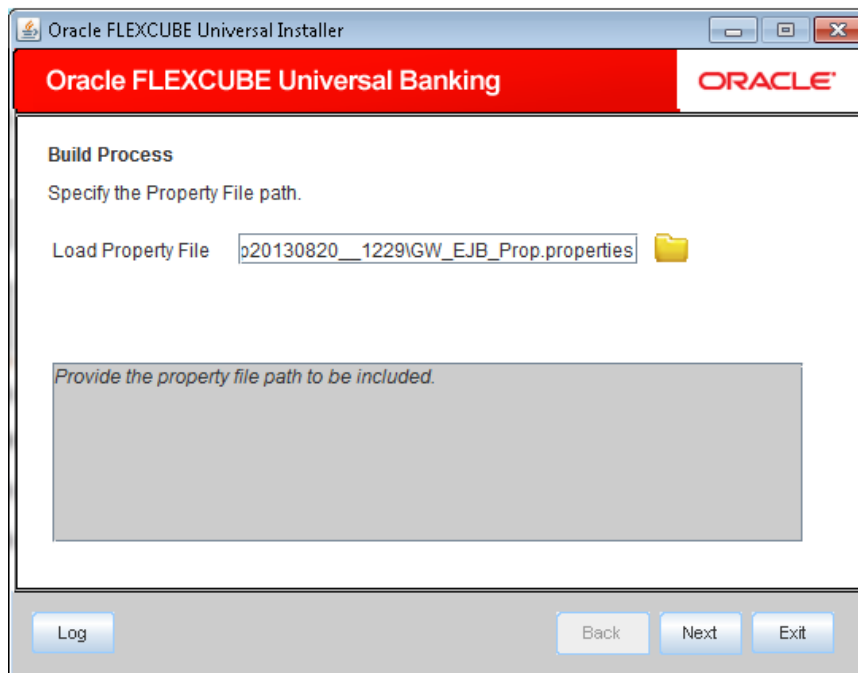 Oracle FLEXCUBE Universal Installer
Oracle FLEXCUBE Universal Banking
ORACLE
Build Process
Specify the Property File path.
Load Property File
p20130820__1229\GW_EJB_Prop.properties
Provide the property file path to be included.
Log
Back
Next
Exit